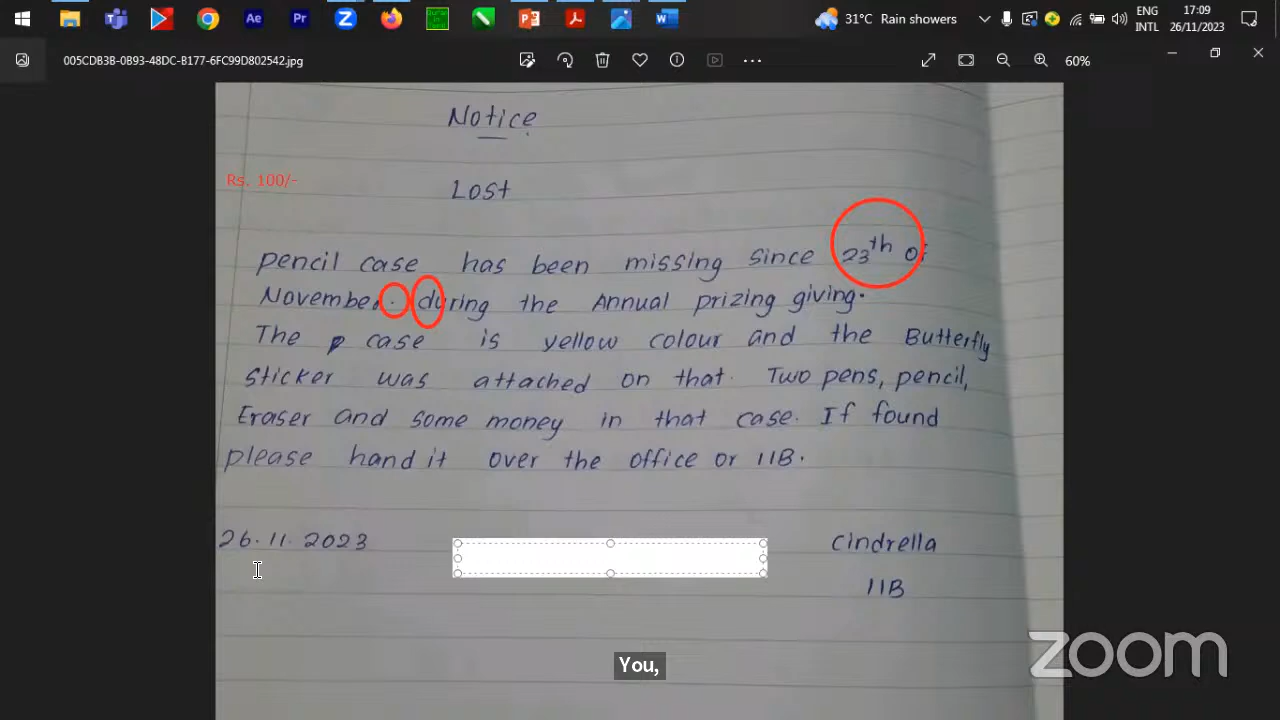 Ae
Pr
31°C Rain showers
ENG
INTL
17:09
26/11/2023
005CDB3B-0B93-48DC-B177-6FC99D802542.jpg
60%
Notice
Rs. 100/-
Lost
pencil case has been missing since 23th of
November. during the Annual prizing giving.
The p case is yellow colour and the Butterfly
sticker was attached on that. Two pens, pencil,
Eraser and some money in that case. If found
please hand it over the office or 11B.
26.11.2023
Cindrella
11B
zoom
You,